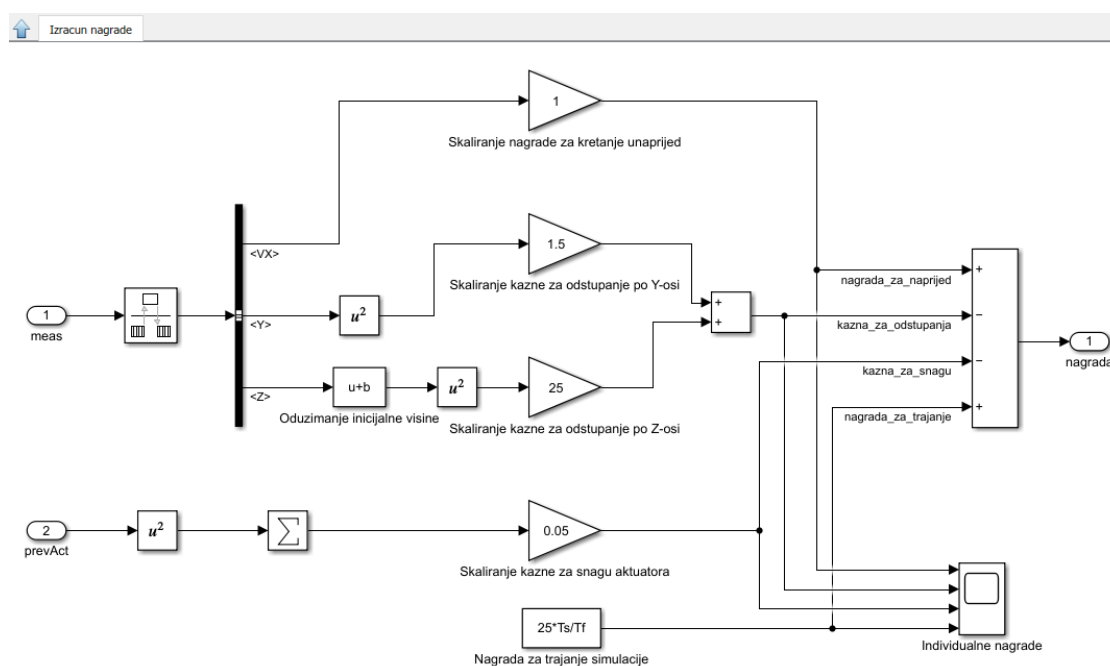 Izracun nagrade
1
Skaliranje nagrade za kretanje unaprijed
<VX>
1.5
Skaliranje kazne za odstupanje po Y-osi
nagrada_za_naprijed
+
1
meas
<Y>
u²
+
+
kazna_za_odstupanja
−
1
nagrada
kazna_za_snagu
−
<Z>
u+b
Oduzimanje inicijalne visine
u²
25
Skaliranje kazne za odstupanje po Z-osi
nagrada_za_trajanje
+
2
prevAct
u²
∑
0.05
Skaliranje kazne za snagu aktuatora
25*Ts/Tf
Nagrada za trajanje simulacije
Individualne nagrade